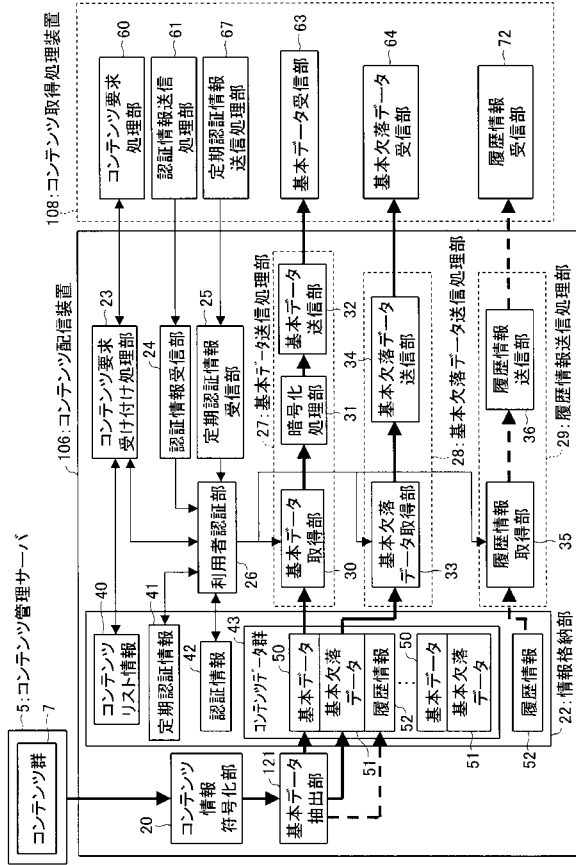 5:コンテンツ管理サーバ
7
コンテンツ群
106:コンテンツ配信装置
108:コンテンツ取得処理装置
20
コンテンツ
情報
符号化部
121
基本データ
抽出部
40
コンテンツ
リスト情報
41
定期認証情報
42
認証情報
43
コンテンツデータ群
50
基本データ
基本欠落
データ
51
履歴情報
52
50
基本データ
基本欠落
データ
51
履歴情報
52
22:情報格納部
23
コンテンツ要求
受け付け処理部
24
認証情報受信部
25
定期認証情報
受信部
利用者認証部
26
27:基本データ送信処理部
基本データ
取得部
30
暗号化
処理部
31
基本データ
送信部
32
28:基本欠落データ送信処理部
基本欠落
データ取得部
33
34
基本欠落データ
送信部
29:履歴情報送信処理部
履歴情報
取得部
35
履歴情報
送信部
36
60
コンテンツ要求
処理部
61
認証情報送信
処理部
67
定期認証情報
送信処理部
63
基本データ受信部
64
基本欠落データ
受信部
72
履歴情報
受信部